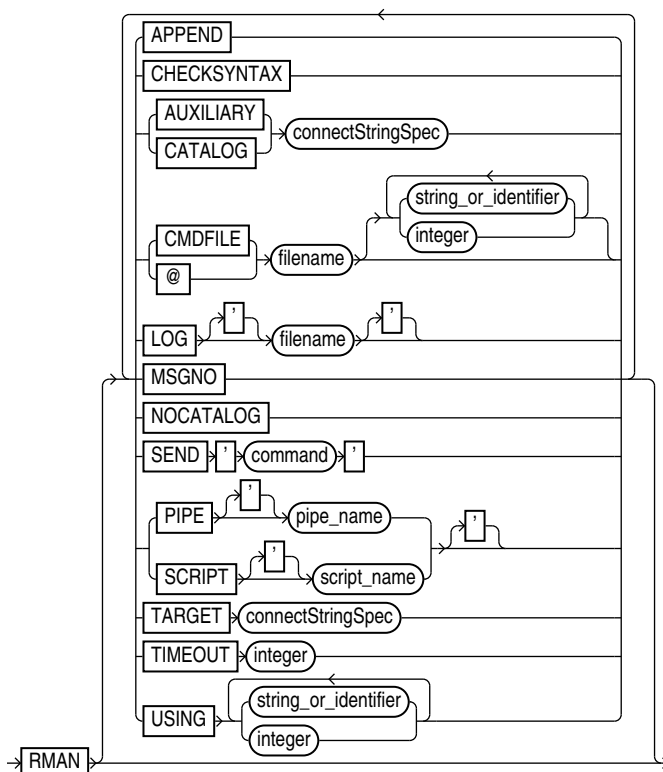 APPEND
CHECKSYNTAX
AUXILIARY
CATALOG
connectStringSpec
string_or_identifier
integer
CMDFILE
@
filename
LOG ' filename '
MSGNO
NOCATALOG
SEND ' command '
PIPE ' pipe_name
'
SCRIPT ' script_name
TARGET connectStringSpec
TIMEOUT integer
string_or_identifier
USING
integer
RMAN